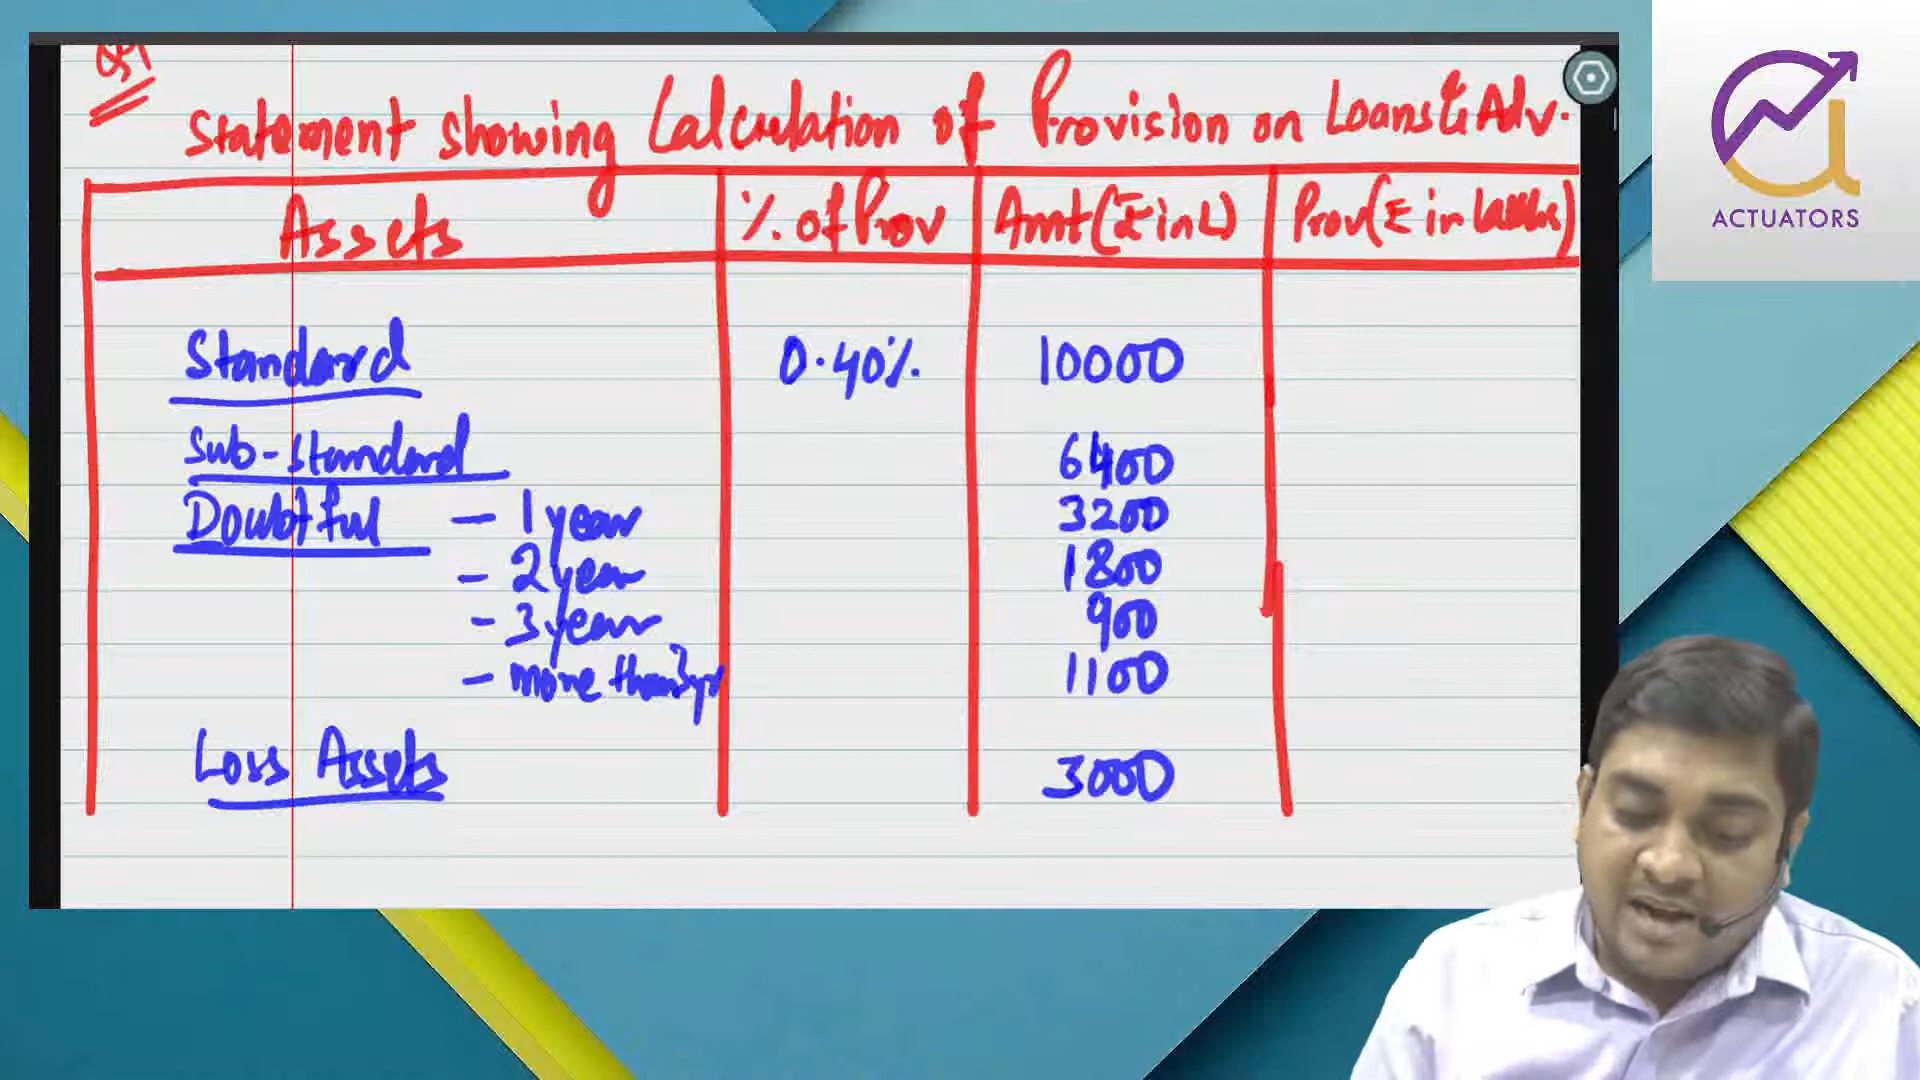 Statement showing Calculation of Provision on Loans & Adv.
Assets % of Prov Amt (₹ in L) Prov (₹ in Lakhs)
Standard 0.40% 10000
Sub-standard 6400
Doubtful - 1 year 3200
- 2 year 1800
- 3 year 900
- more than 3 yr 1100
Loss Assets 3000
ACTUATORS